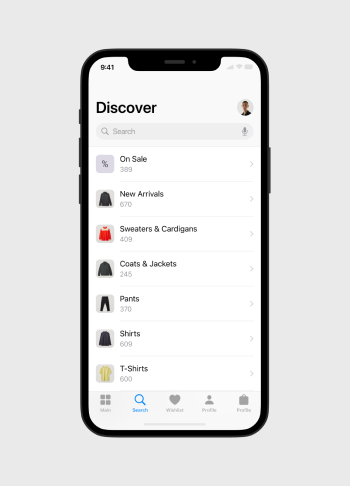 9:41
Discover
Search
%
On Sale
389
New Arrivals
670
Sweaters & Cardigans
409
Coats & Jackets
245
Pants
370
Shirts
609
T-Shirts
600
Main
Search
Wishlist
Profile
Profile